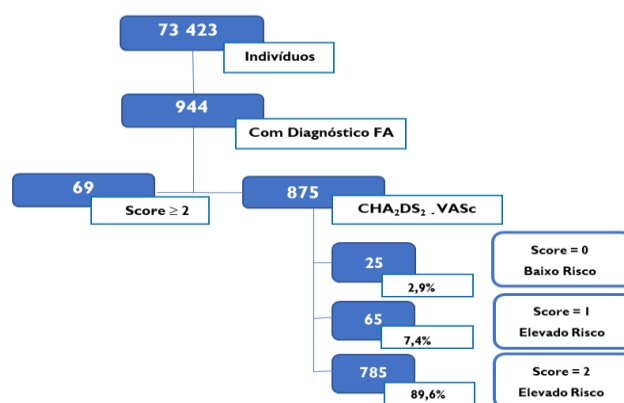 73 423
Indivíduos
944
Com Diagnóstico FA
69
Score ≥ 2
875
CHA₂DS₂ . VASc
25
2,9%
Score = 0
Baixo Risco
65
7,4%
Score = 1
Elevado Risco
785
89,6%
Score = 2
Elevado Risco